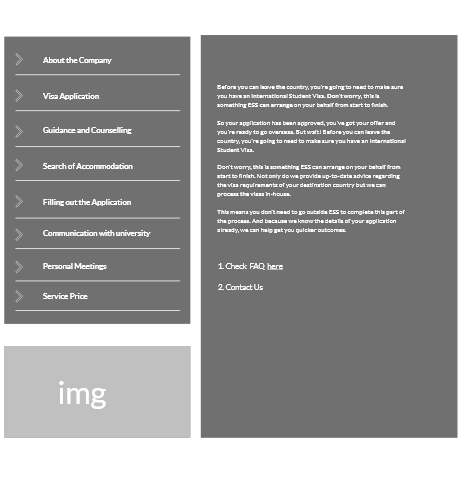 About the Company
Visa Application
Guidance and Counselling
Search of Accommodation
Filling out the Application
Communication with university
Personal Meetings
Service Price
img
Before you can leave the country, you're going to need to make sure
you have an International Student Visa. Don't worry, this is
something ESS can arrange on your behalf from start to finish.
So your application has been approved, you've got your offer and
you're ready to go overseas. But wait! Before you can leave the
country, you're going to need to make sure you have an International
Student Visa.
Don't worry, this is something ESS can arrange on your behalf from
start to finish. Not only do we provide up-to-date advice regarding
the visa requirements of your destination country but we can
process the visas in-house.
This means you don't need to go outside ESS to complete this part of
the process. And because we know the details of your application
already, we can help get you quicker outcomes.
1. Check FAQ here
2. Contact Us